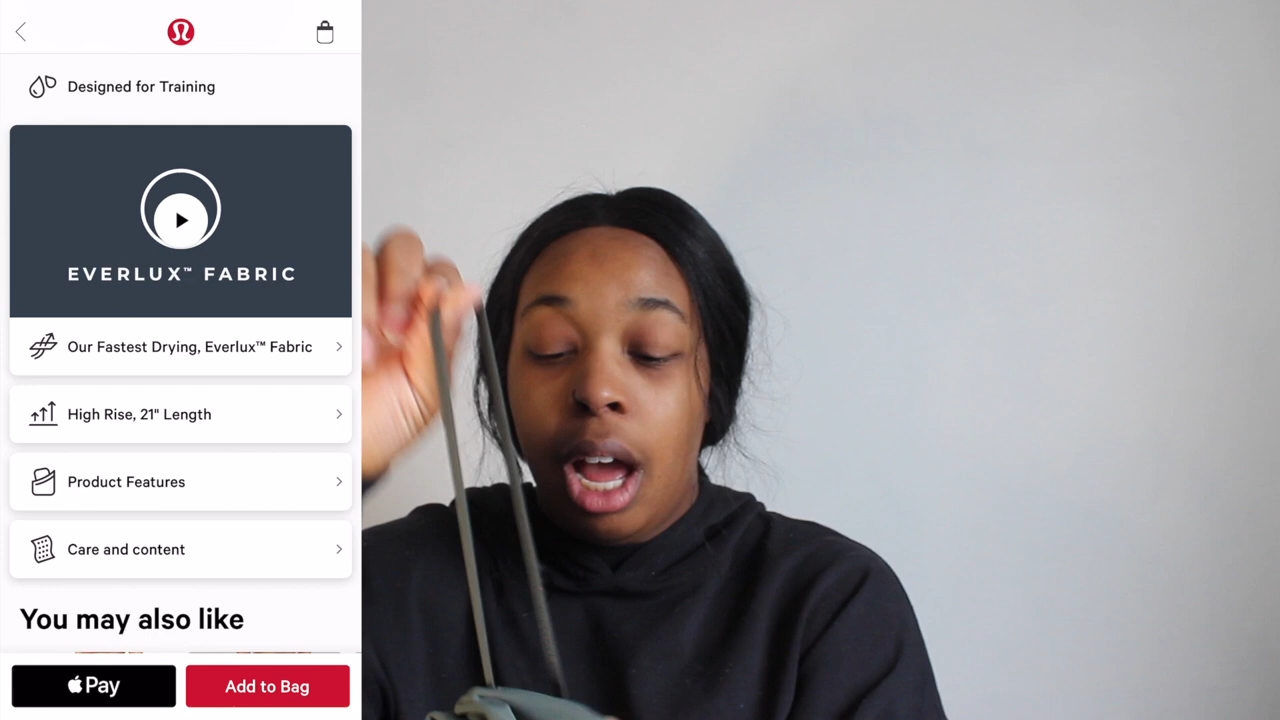 Designed for Training
EVERLUX™ FABRIC
Our Fastest Drying, Everlux™ Fabric
High Rise, 21" Length
Product Features
Care and content
You may also like
Pay
Add to Bag